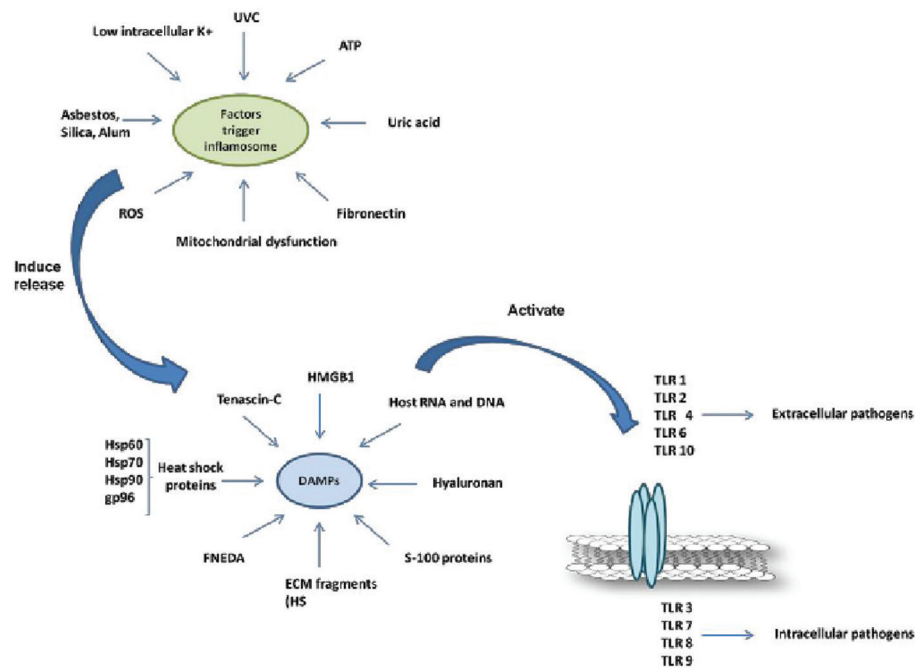 UVC
Low intracellular K+
ATP
Asbestos,
Silica, Alum
Factors
trigger
inflamosome
Uric acid
ROS
Fibronectin
Mitochondrial dysfunction
Induce
release
Activate
HMGB1
Tenascin-C
Host RNA and DNA
Hsp60
Hsp70
Hsp90
gp96
Heat shock
proteins
DAMPs
Hyaluronan
FNEDA
S-100 proteins
ECM fragments
(HS
TLR 1
TLR 2
TLR 4
TLR 6
TLR 10
Extracellular pathogens
TLR 3
TLR 7
TLR 8
TLR 9
Intracellular pathogens